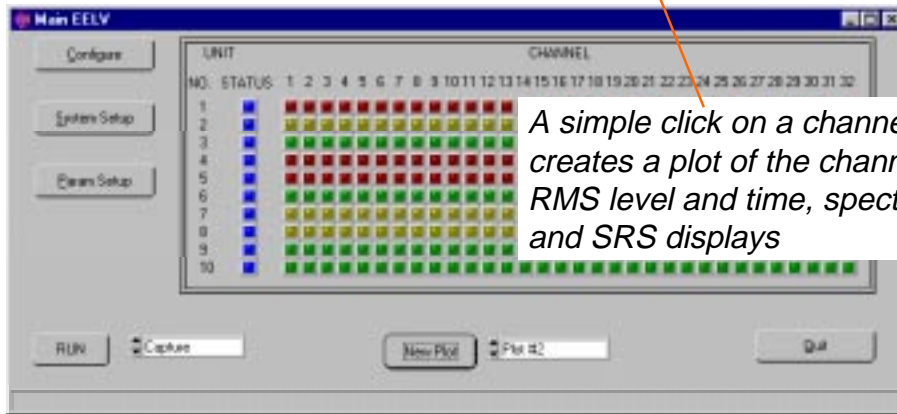 Main EELV
Configure
System Setup
Param Setup
UNIT CHANNEL
NO. STATUS 1 2 3 4 5 6 7 8 9 10 11 12 13 14 15 16 17 18 19 20 21 22 23 24 25 26 27 28 29 30 31 32
1
2
3
4
5
6
7
8
9
10
A simple click on a channe
creates a plot of the chann
RMS level and time, spect
and SRS displays
RUN Capture New Plot Plot #2 Quit